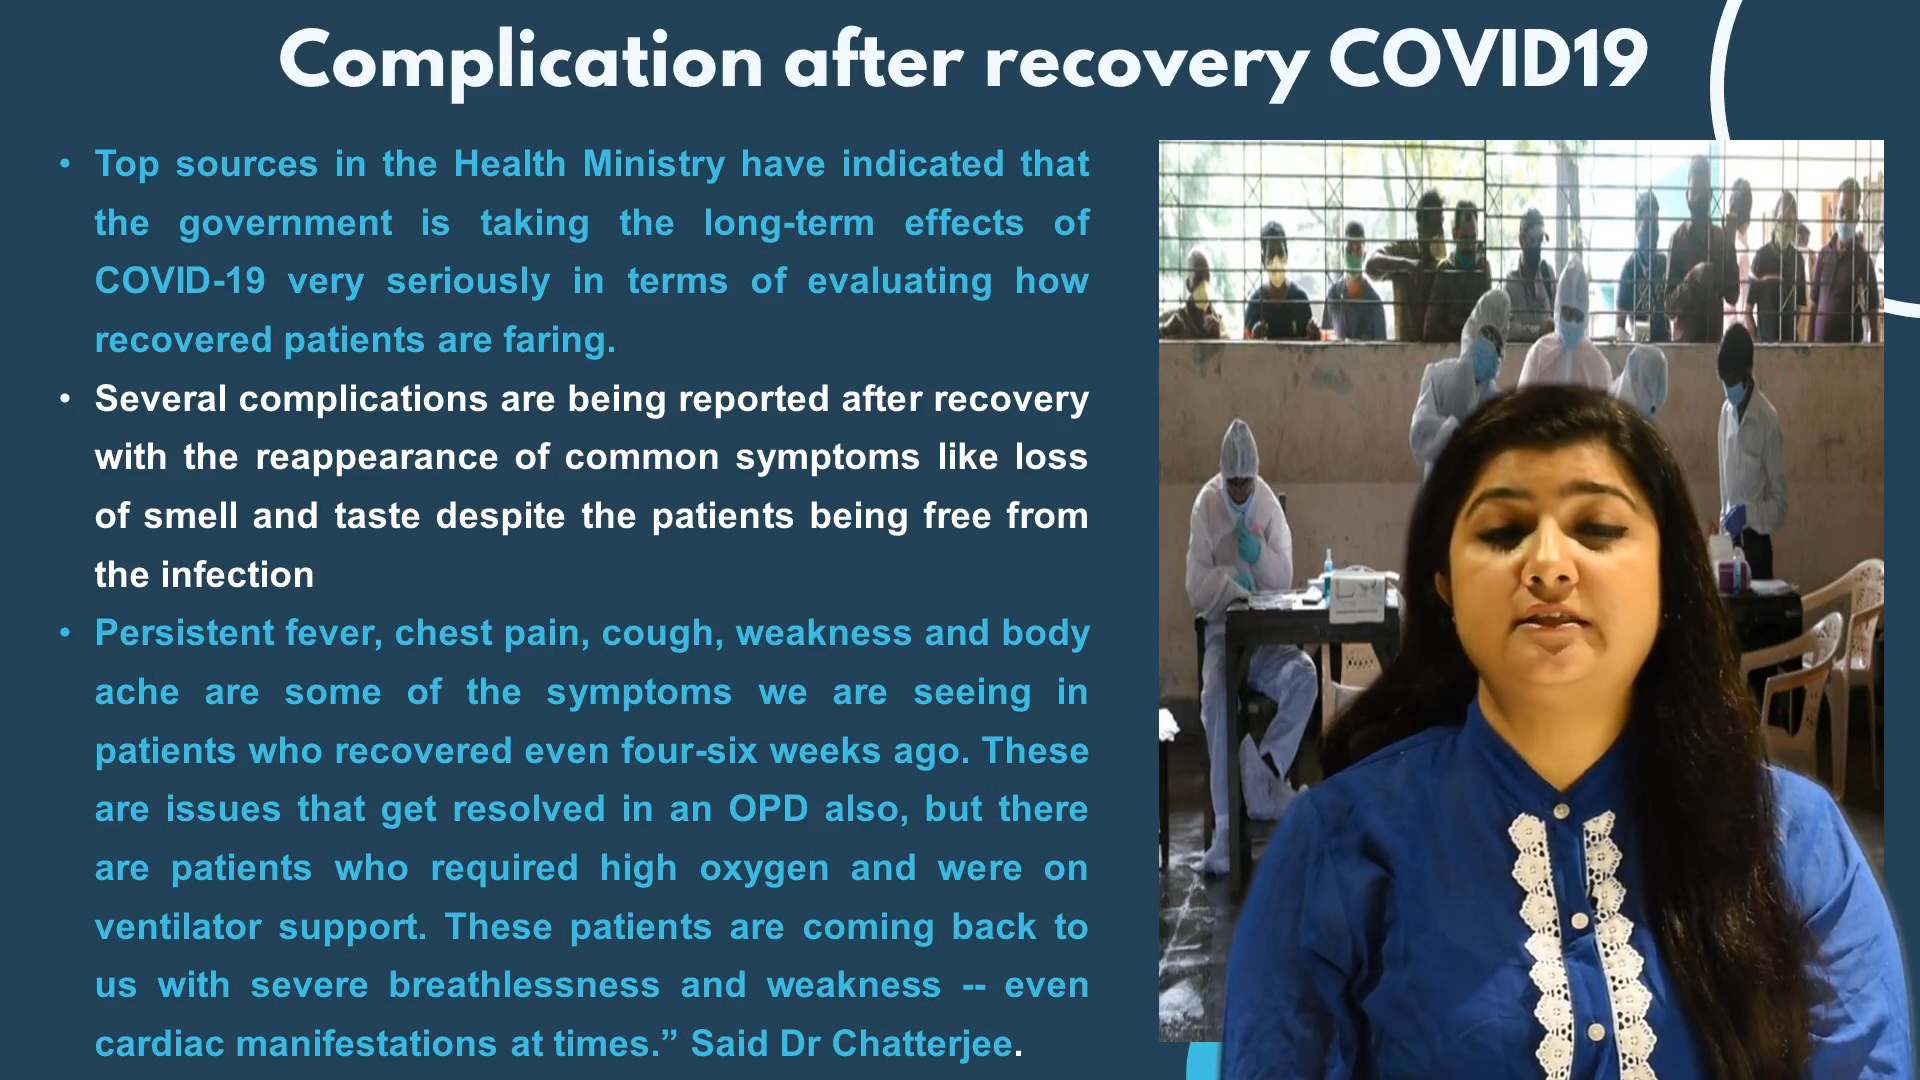 Complication after recovery COVID19
• Top sources in the Health Ministry have indicated that
the government is taking the long-term effects of
COVID-19 very seriously in terms of evaluating how
recovered patients are faring.
• Several complications are being reported after recovery
with the reappearance of common symptoms like loss
of smell and taste despite the patients being free from
the infection
• Persistent fever, chest pain, cough, weakness and body
ache are some of the symptoms we are seeing in
patients who recovered even four-six weeks ago. These
are issues that get resolved in an OPD also, but there
are patients who required high oxygen and were on
ventilator support. These patients are coming back to
us with severe breathlessness and weakness -- even
cardiac manifestations at times.” Said Dr Chatterjee.